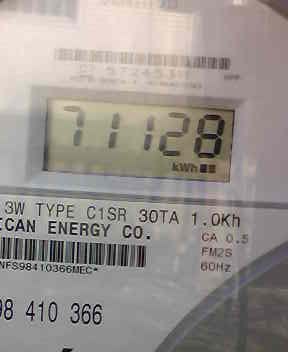 71128
kWh
3W TYPE C1SR 30TA 1.0Kh
ICAN ENERGY CO.
CA 0.5
FM2S
60Hz
NFS98410366MEC*
98 410 366